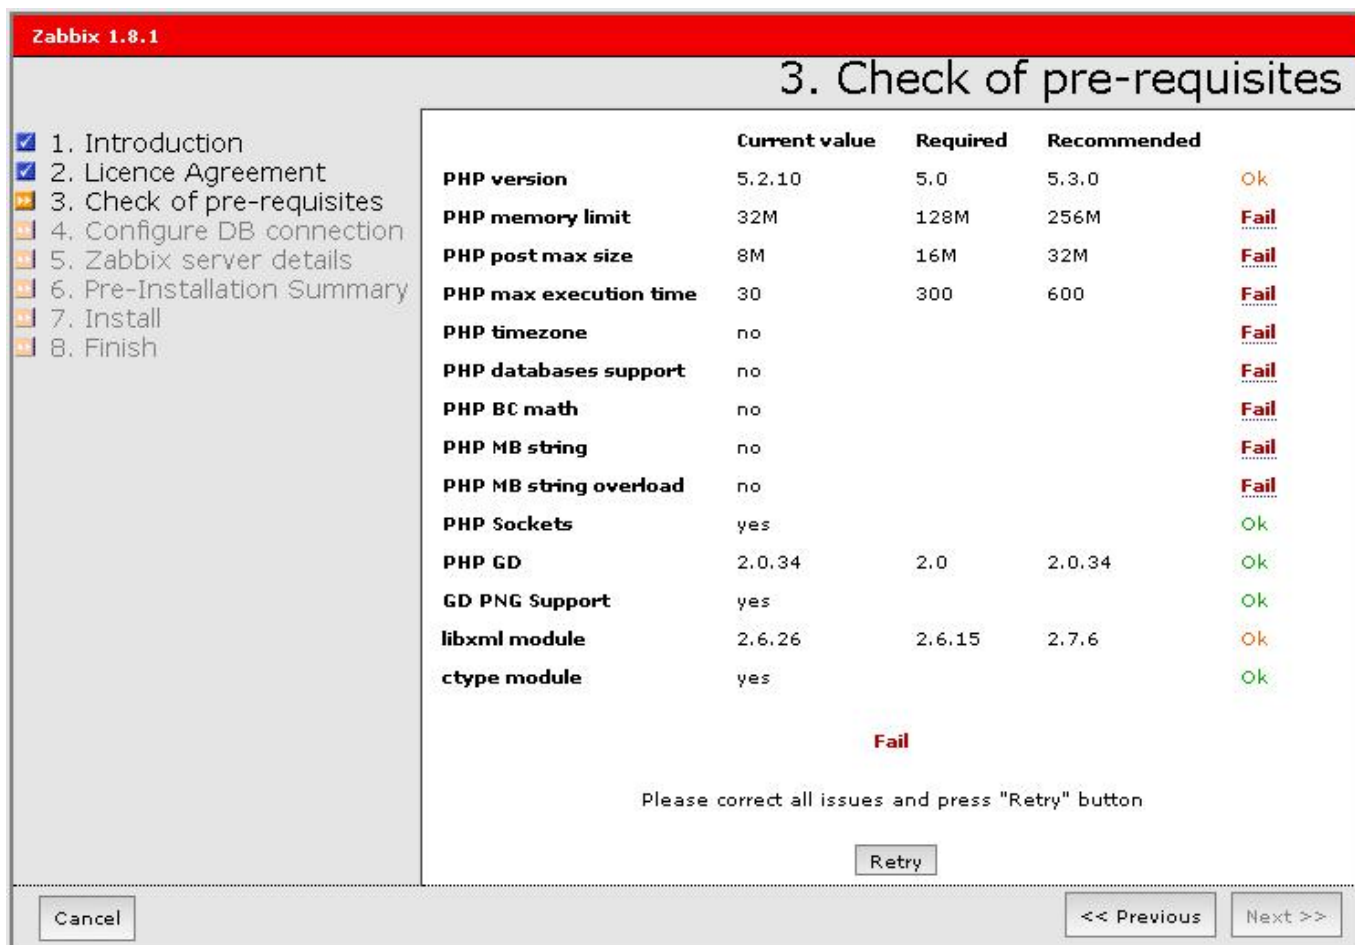 Zabbix 1.8.1
3. Check of pre-requisites
1. Introduction
2. Licence Agreement
3. Check of pre-requisites
4. Configure DB connection
5. Zabbix server details
6. Pre-Installation Summary
7. Install
8. Finish
Current value Required Recommended
PHP version 5.2.10 5.0 5.3.0 Ok
PHP memory limit 32M 128M 256M Fail
PHP post max size 8M 16M 32M Fail
PHP max execution time 30 300 600 Fail
PHP timezone no Fail
PHP databases support no Fail
PHP BC math no Fail
PHP MB string no Fail
PHP MB string overload no Fail
PHP Sockets yes Ok
PHP GD 2.0.34 2.0 2.0.34 Ok
GD PNG Support yes Ok
libxml module 2.6.26 2.6.15 2.7.6 Ok
ctype module yes Ok
Fail
Please correct all issues and press "Retry" button
Retry
Cancel << Previous Next >>